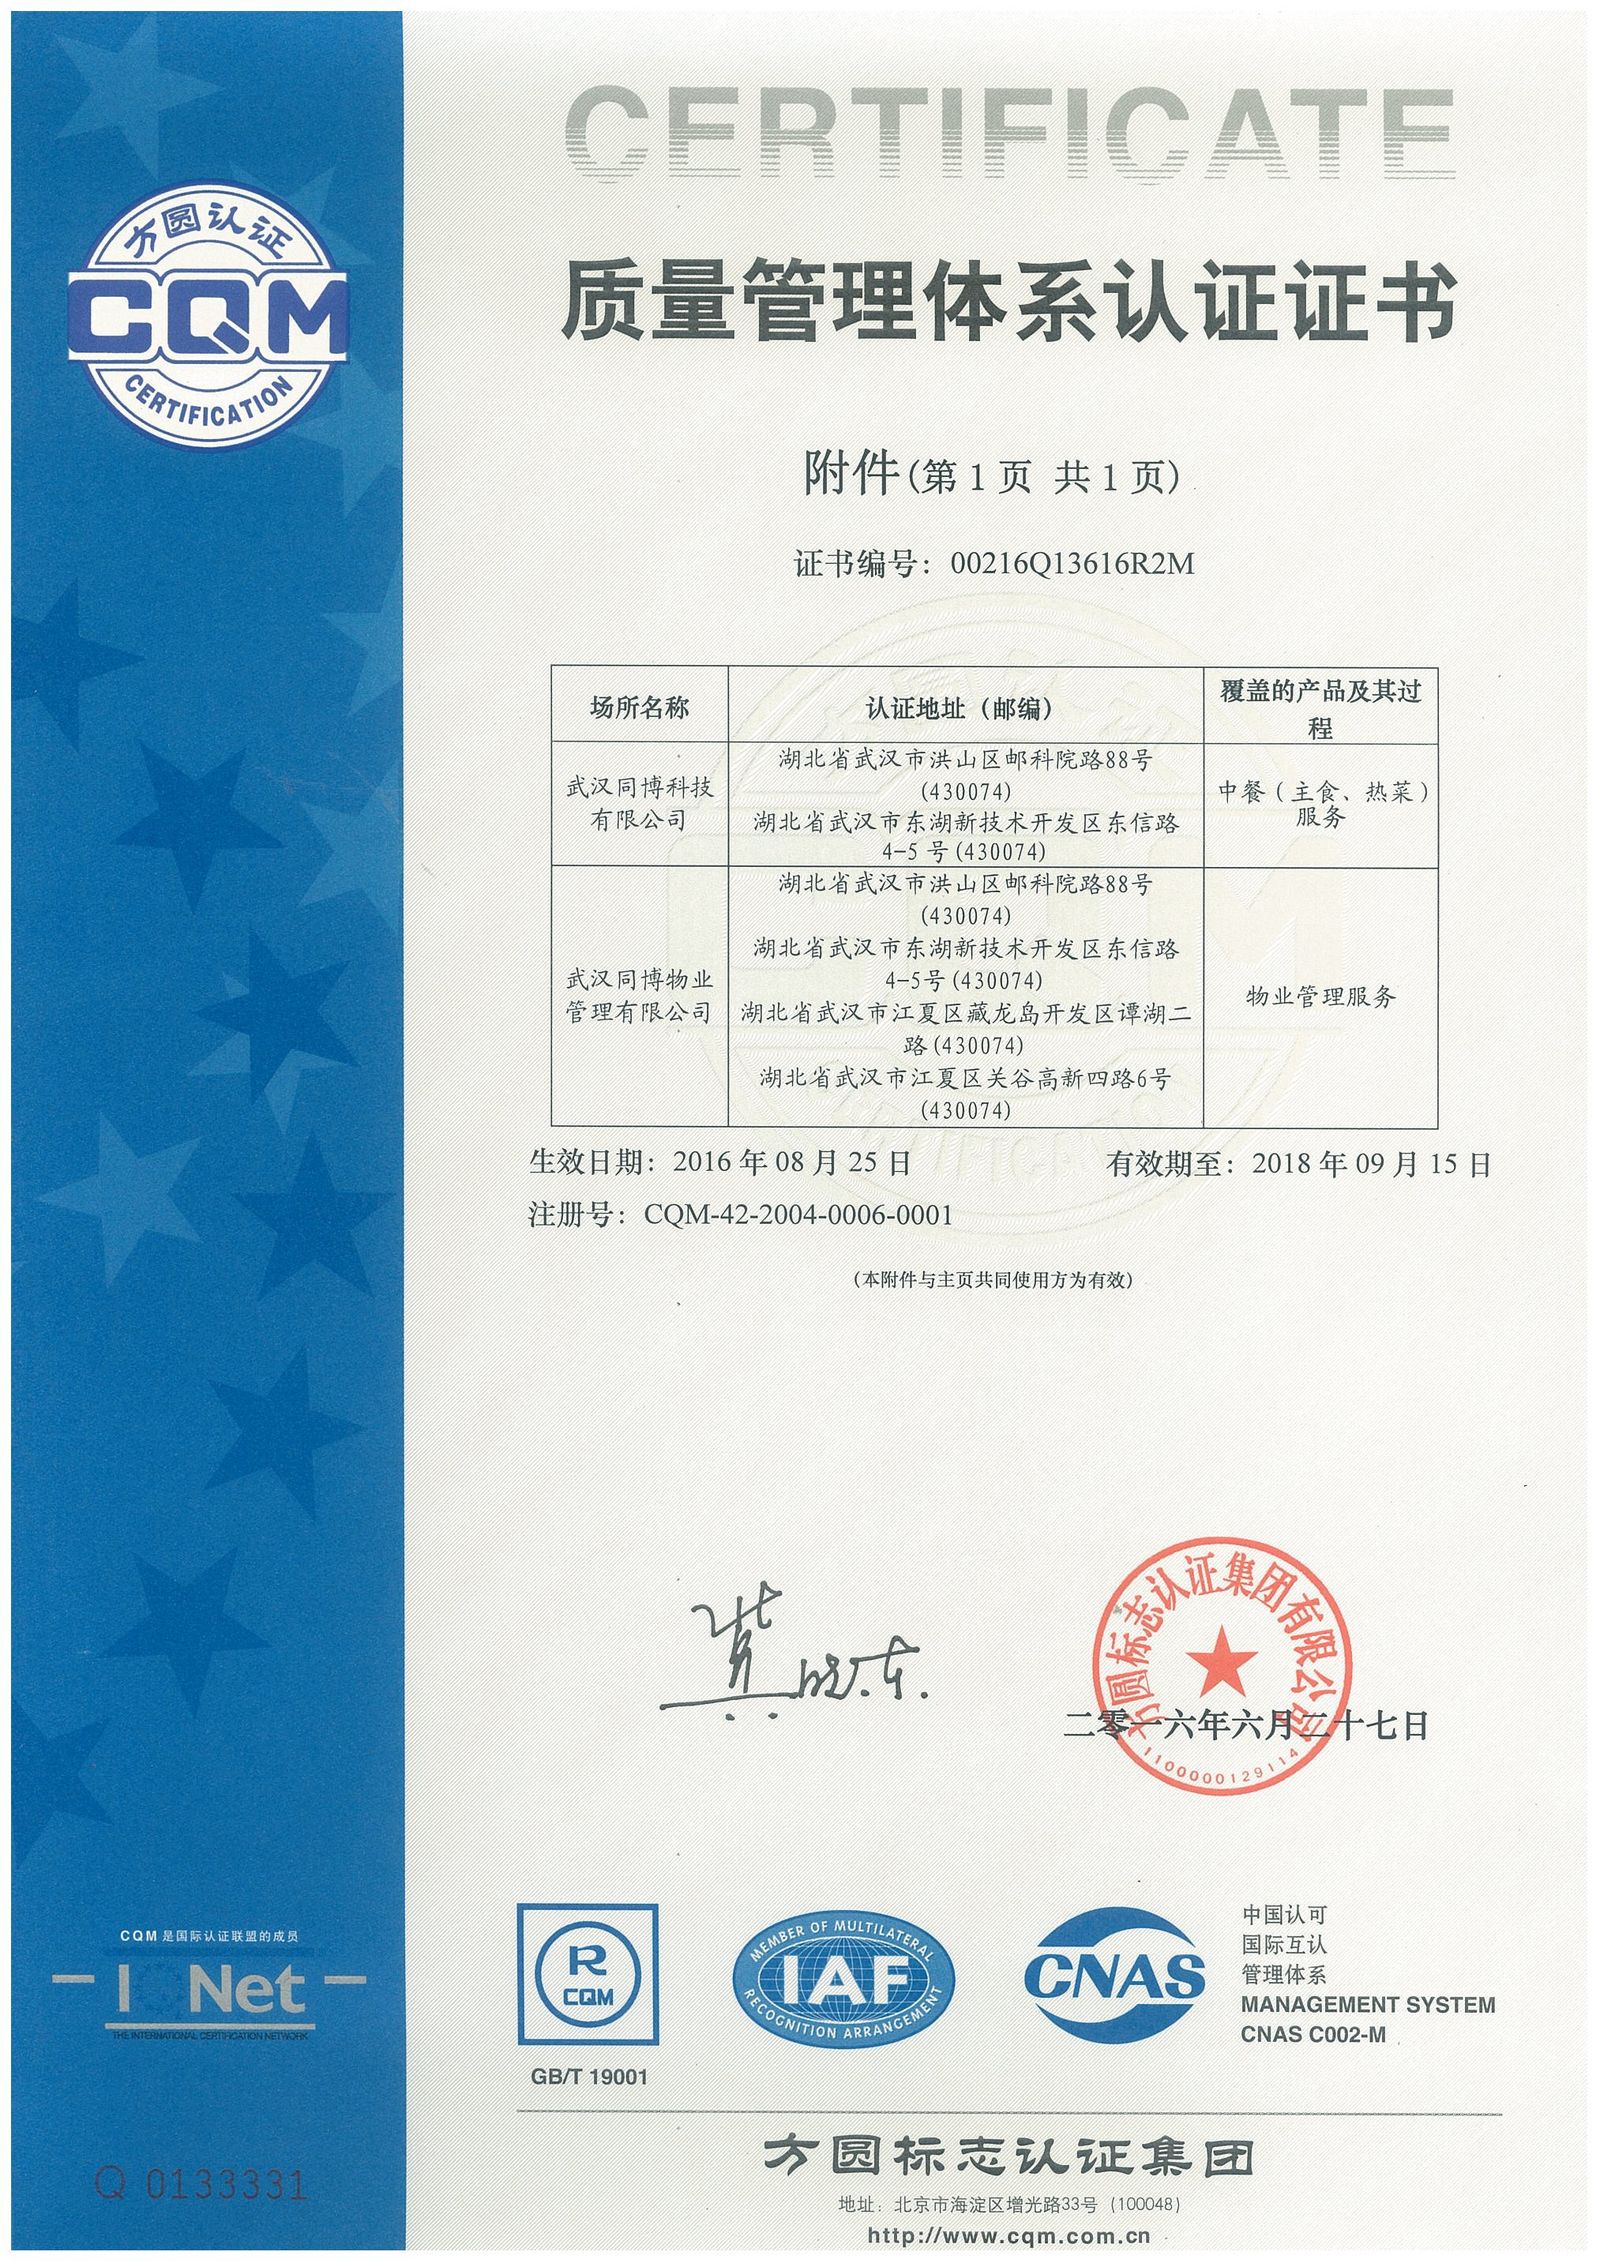 CERTIFICATE
方圆认证
CQM
CERTIFICATION
质量管理体系认证证书
附件(第 1 页 共 1 页)
证书编号：00216Q13616R2M
场所名称
认证地址（邮编）
覆盖的产品及其过
程
武汉同博科技
有限公司
湖北省武汉市洪山区邮科院路88号
(430074)
湖北省武汉市东湖新技术开发区东信路
4-5 号(430074)
中餐（主食、热菜）
服务
武汉同博物业
管理有限公司
湖北省武汉市洪山区邮科院路88号
(430074)
湖北省武汉市东湖新技术开发区东信路
4-5号(430074)
湖北省武汉市江夏区藏龙岛开发区谭湖二
路(430074)
湖北省武汉市江夏区关谷高新四路6号
(430074)
物业管理服务
生效日期：2016 年 08 月 25 日
有效期至：2018 年 09 月 15 日
注册号：CQM-42-2004-0006-0001
（本附件与主页共同使用方为有效）
方圆标志认证集团有限公司
二零一六年六月二十七日
1100000129114
CQM 是国际认证联盟的成员
IQNet
THE INTERNATIONAL CERTIFICATION NETWORK
R
CQM
GB/T 19001
MEMBER OF MULTILATERAL
IAF
RECOGNITION ARRANGEMENT
CNAS
中国认可
国际互认
管理体系
MANAGEMENT SYSTEM
CNAS C002-M
Q 0133331
方圆标志认证集团
地址：北京市海淀区增光路33号（100048）
http://www.cqm.com.cn